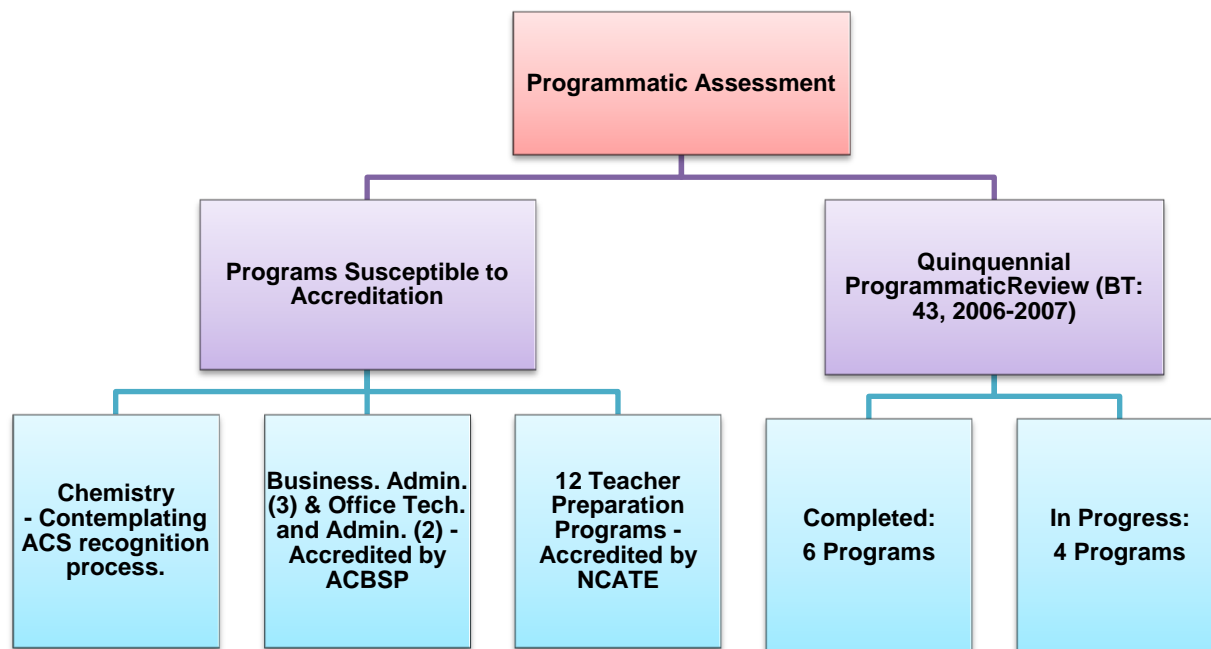 Programmatic Assessment
Programs Susceptible to
Accreditation
Quinquennial
ProgrammaticReview (BT:
43, 2006-2007)
Chemistry
- Contemplating
ACS recognition
process.
Business. Admin.
(3) & Office Tech.
and Admin. (2) -
Accredited by
ACBSP
12 Teacher
Preparation
Programs -
Accredited by
NCATE
Completed:
6 Programs
In Progress:
4 Programs